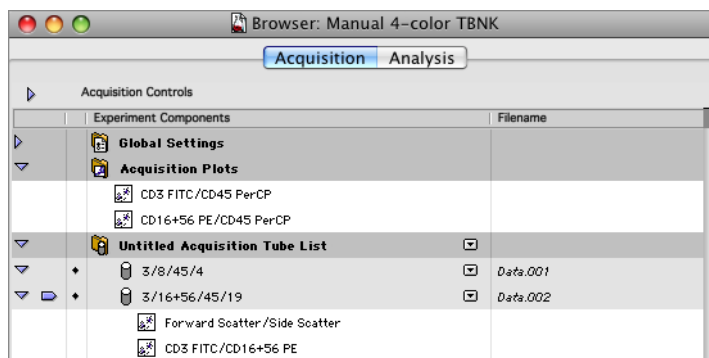 Browser: Manual 4-color TBNK
Acquisition Analysis
Acquisition Controls
Experiment Components Filename
Global Settings
Acquisition Plots
CD3 FITC/CD45 PerCP
CD16+56 PE/CD45 PerCP
Untitled Acquisition Tube List
3/8/45/4 Data.001
3/16+56/45/19 Data.002
Forward Scatter/Side Scatter
CD3 FITC/CD16+56 PE